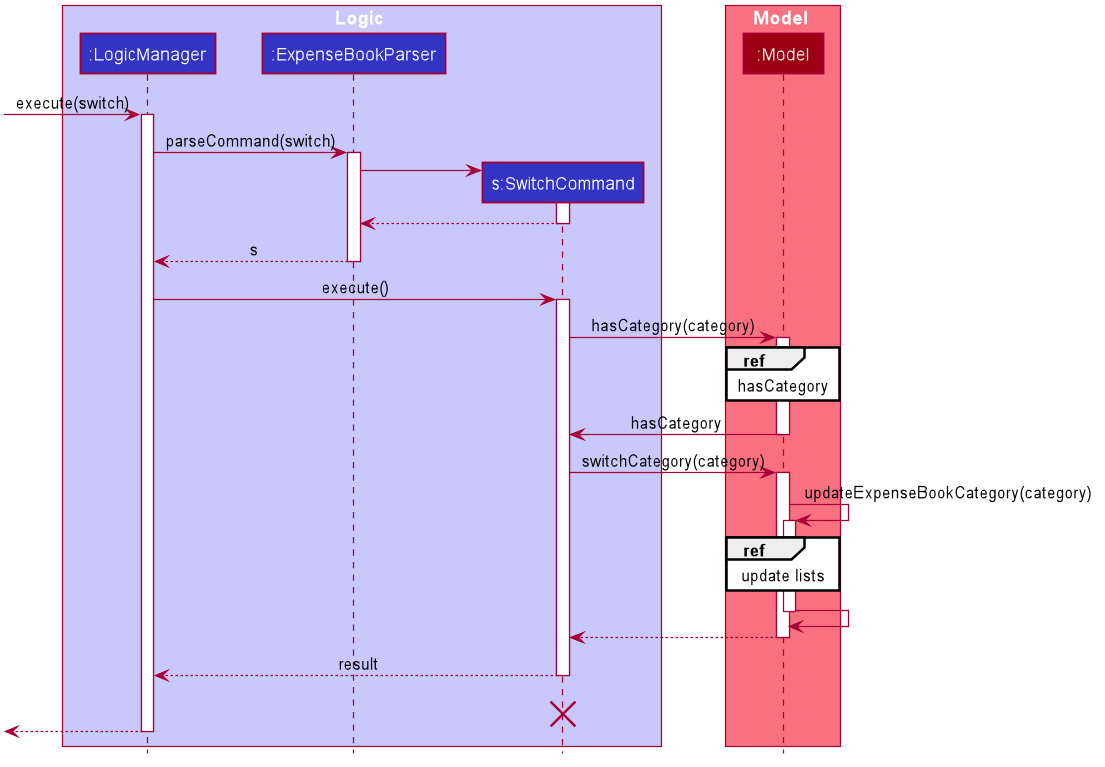 Logic
Model
:LogicManager
:ExpenseBookParser
:Model
execute(switch)
parseCommand(switch)
s:SwitchCommand
s
execute()
hasCategory(category)
ref
hasCategory
hasCategory
switchCategory(category)
updateExpenseBookCategory(category)
ref
update lists
result